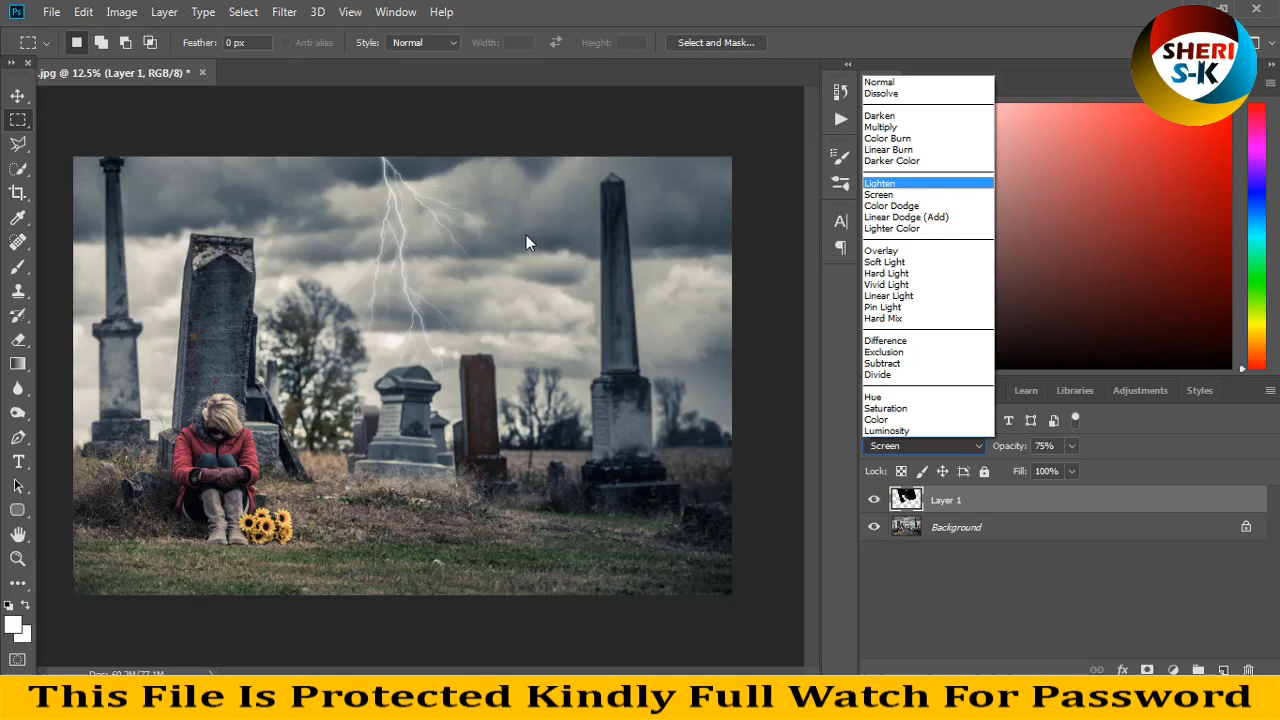 Ps File Edit Image Layer Type Select Filter 3D View Window Help
Feather: 0 px Anti-alias Style: Normal Width: Height: Select and Mask...
.jpg @ 12.5% (Layer 1, RGB/8) *
SHERI
S-K
Normal
Dissolve
Darken
Multiply
Color Burn
Linear Burn
Darker Color
Lighten
Screen
Color Dodge
Linear Dodge (Add)
Lighter Color
Overlay
Soft Light
Hard Light
Vivid Light
Linear Light
Pin Light
Hard Mix
Difference
Exclusion
Subtract
Divide
Hue
Saturation
Color
Luminosity
Learn Libraries Adjustments Styles
Screen Opacity: 75%
Lock: Fill: 100%
Layer 1
Background
This File Is Protected Kindly Full Watch For Password